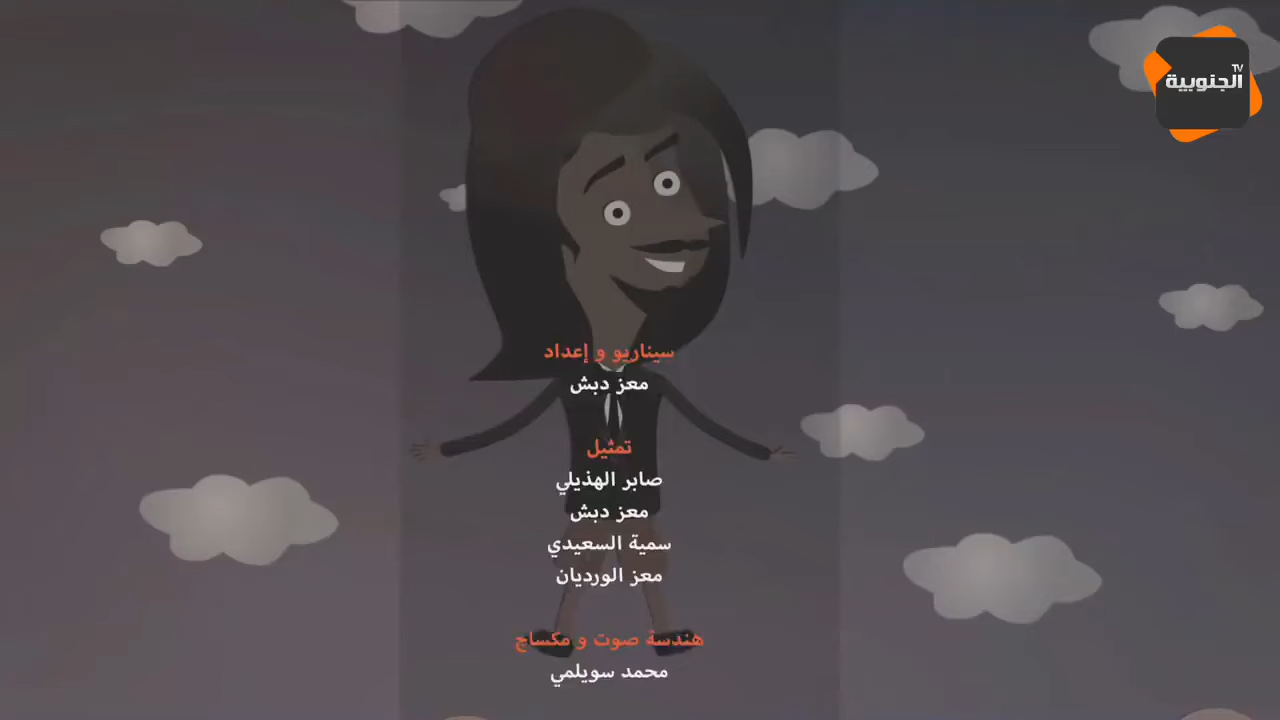 الجنوبية TV
سيناريو و إعداد
معز دبش
تمثيل
صابر الهذيلي
معز دبش
سمية السعيدي
معز الورديان
هندسة صوت و مكساج
محمد سويلمي